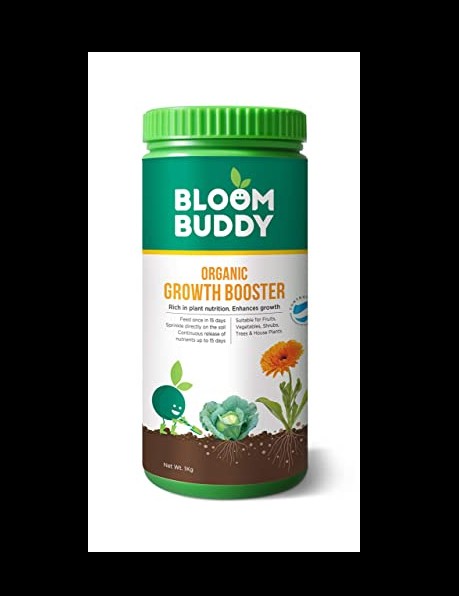 BLOOM
BUDDY
ORGANIC
GROWTH BOOSTER
Rich in plant nutrition. Enhances growth
Feed once in 15 days
Sprinkle directly on the soil
Continuous release of
nutrients up to 15 days
Suitable for Fruits,
Vegetables, Shrubs,
Trees & House Plants
Net Wt. 1Kg